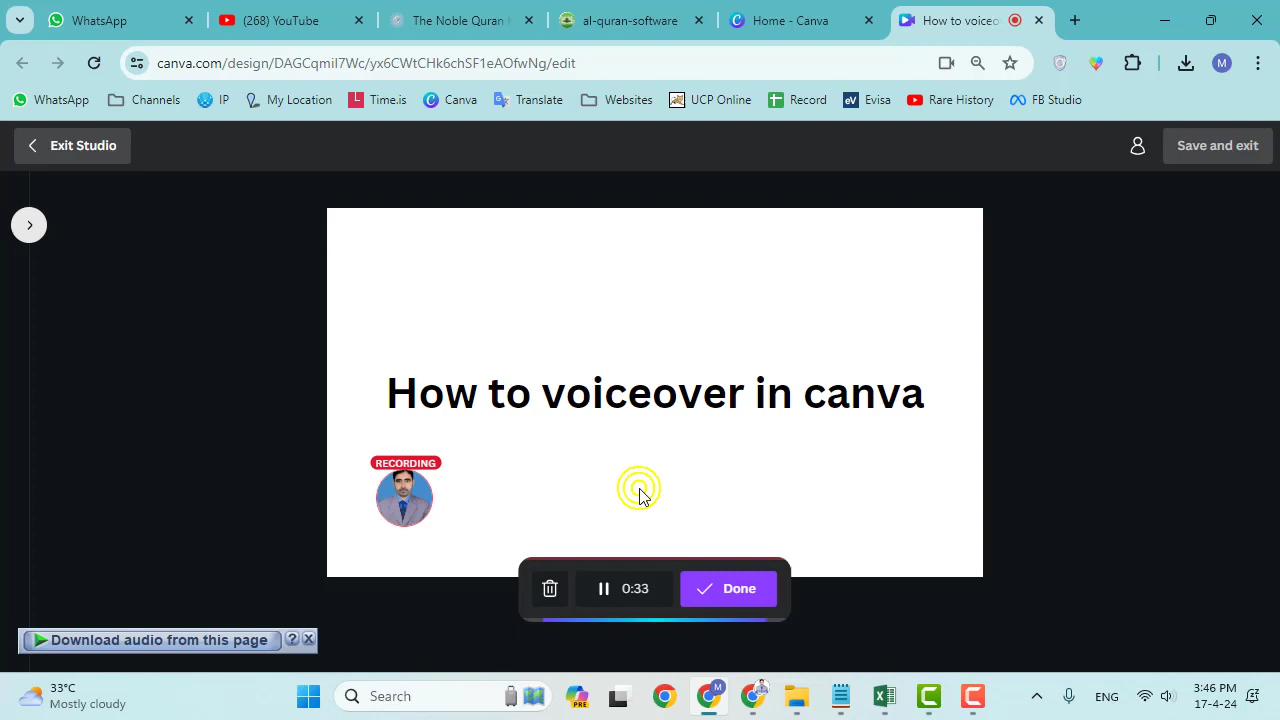 WhatsApp
(268) YouTube
The Noble Quran
al-quran-software
Home - Canva
How to voiceo
canva.com/design/DAGCqmiI7Wc/yx6CWtCHk6chSF1eAOfwNg/edit
M
WhatsApp
Channels
IP
My Location
Time.is
Canva
Translate
Websites
UCP Online
Record
eV Evisa
Rare History
FB Studio
Exit Studio
Save and exit
How to voiceover in canva
RECORDING
0:33
Done
Download audio from this page
?
33°C
Mostly cloudy
Search
PRE
M
ENG
3:46 PM
17-4-24